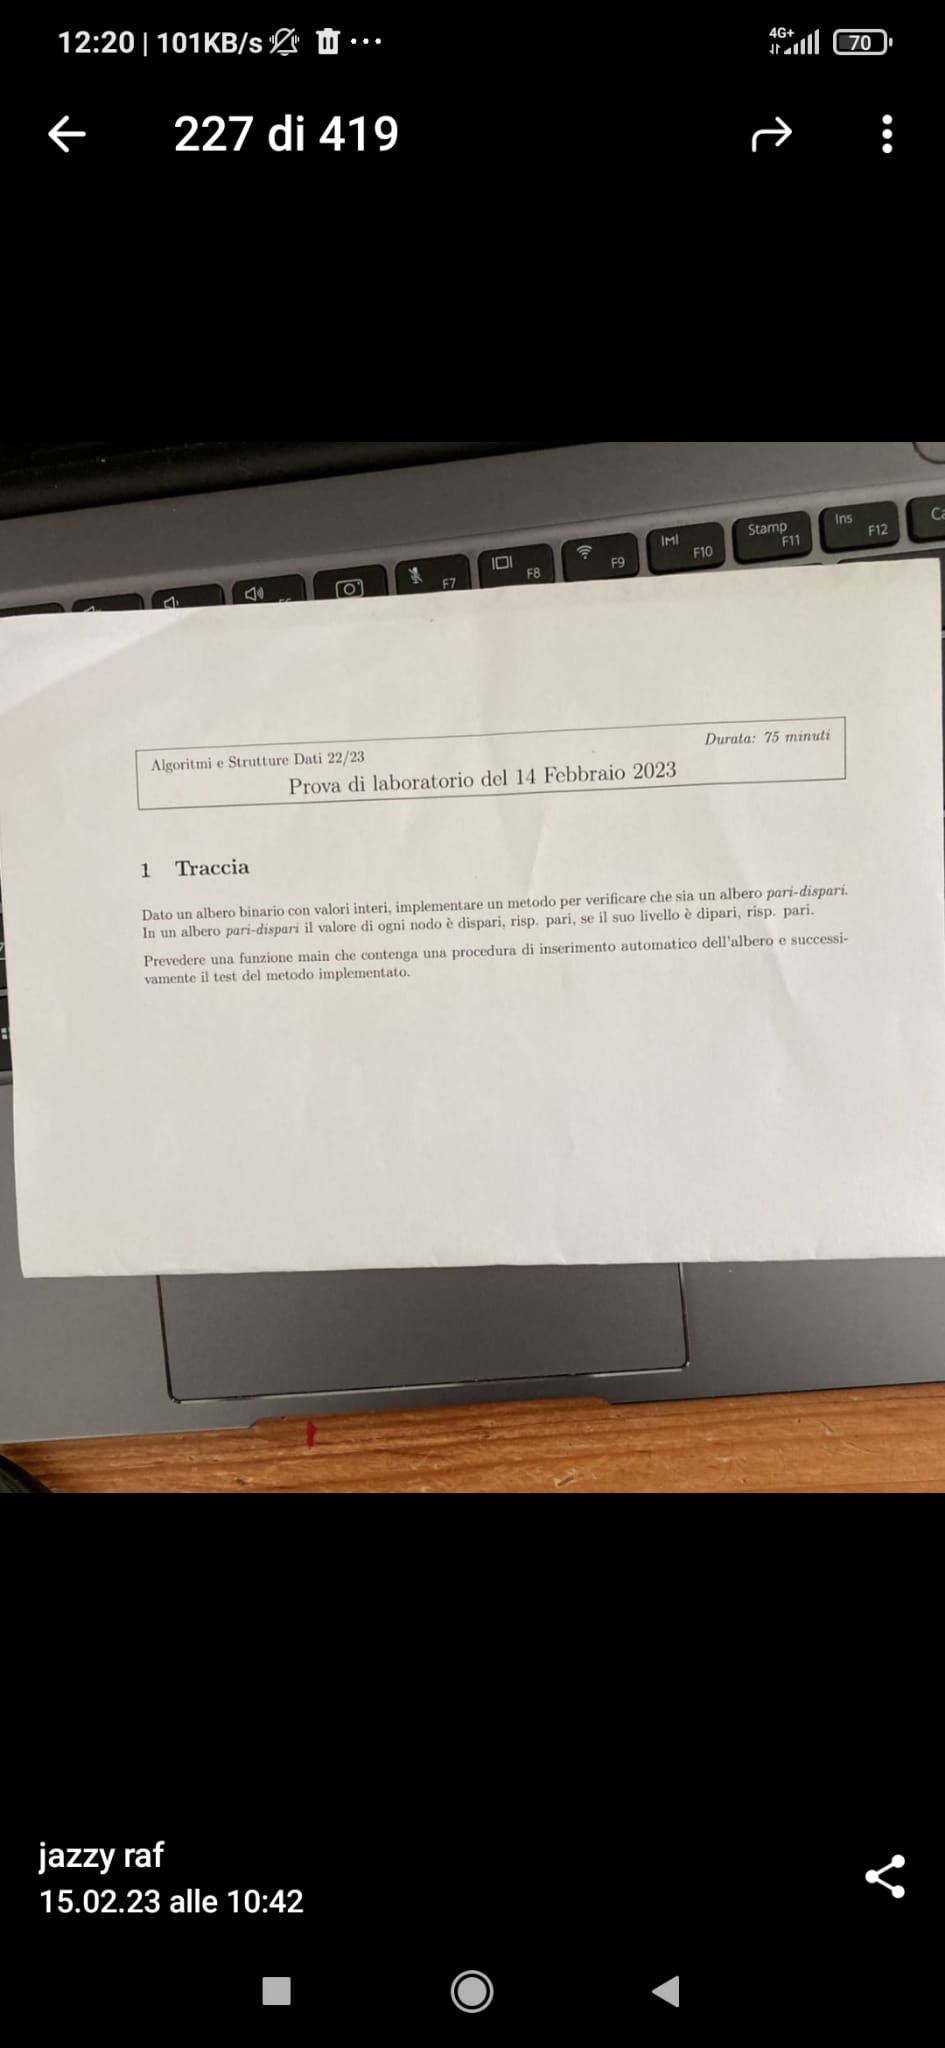 12:20 | 101KB/s ...
4G+
70
227 di 419
Stamp
F11
Ins
F12
F10
F9
F8
F7
Algoritmi e Strutture Dati 22/23
Durata: 75 minuti
Prova di laboratorio del 14 Febbraio 2023
1 Traccia
Dato un albero binario con valori interi, implementare un metodo per verificare che sia un albero pari-dispari.
In un albero pari-dispari il valore di ogni nodo è dispari, risp. pari, se il suo livello è dipari, risp. pari.
Prevedere una funzione main che contenga una procedura di inserimento automatico dell'albero e successi-
vamente il test del metodo implementato.
jazzy raf
15.02.23 alle 10:42